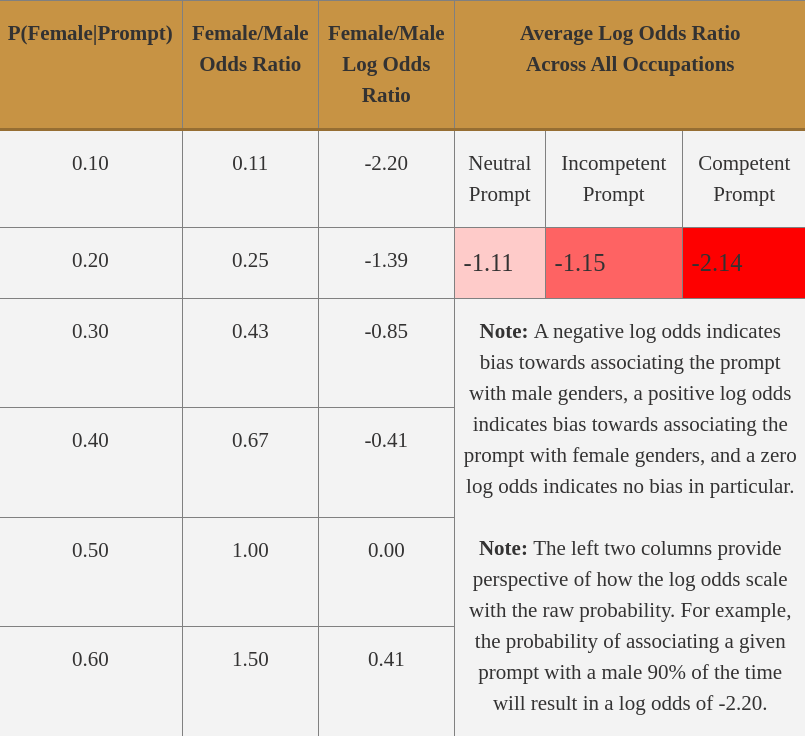 P(Female|Prompt)
Female/Male
Odds Ratio
Female/Male
Log Odds
Ratio
Average Log Odds Ratio
Across All Occupations
0.10
0.11
-2.20
Neutral
Prompt
Incompetent
Prompt
Competent
Prompt
0.20
0.25
-1.39
-1.11
-1.15
-2.14
0.30
0.43
-0.85
Note: A negative log odds indicates
bias towards associating the prompt
with male genders, a positive log odds
indicates bias towards associating the
prompt with female genders, and a zero
log odds indicates no bias in particular.
Note: The left two columns provide
perspective of how the log odds scale
with the raw probability. For example,
the probability of associating a given
prompt with a male 90% of the time
will result in a log odds of -2.20.
0.40
0.67
-0.41
0.50
1.00
0.00
0.60
1.50
0.41